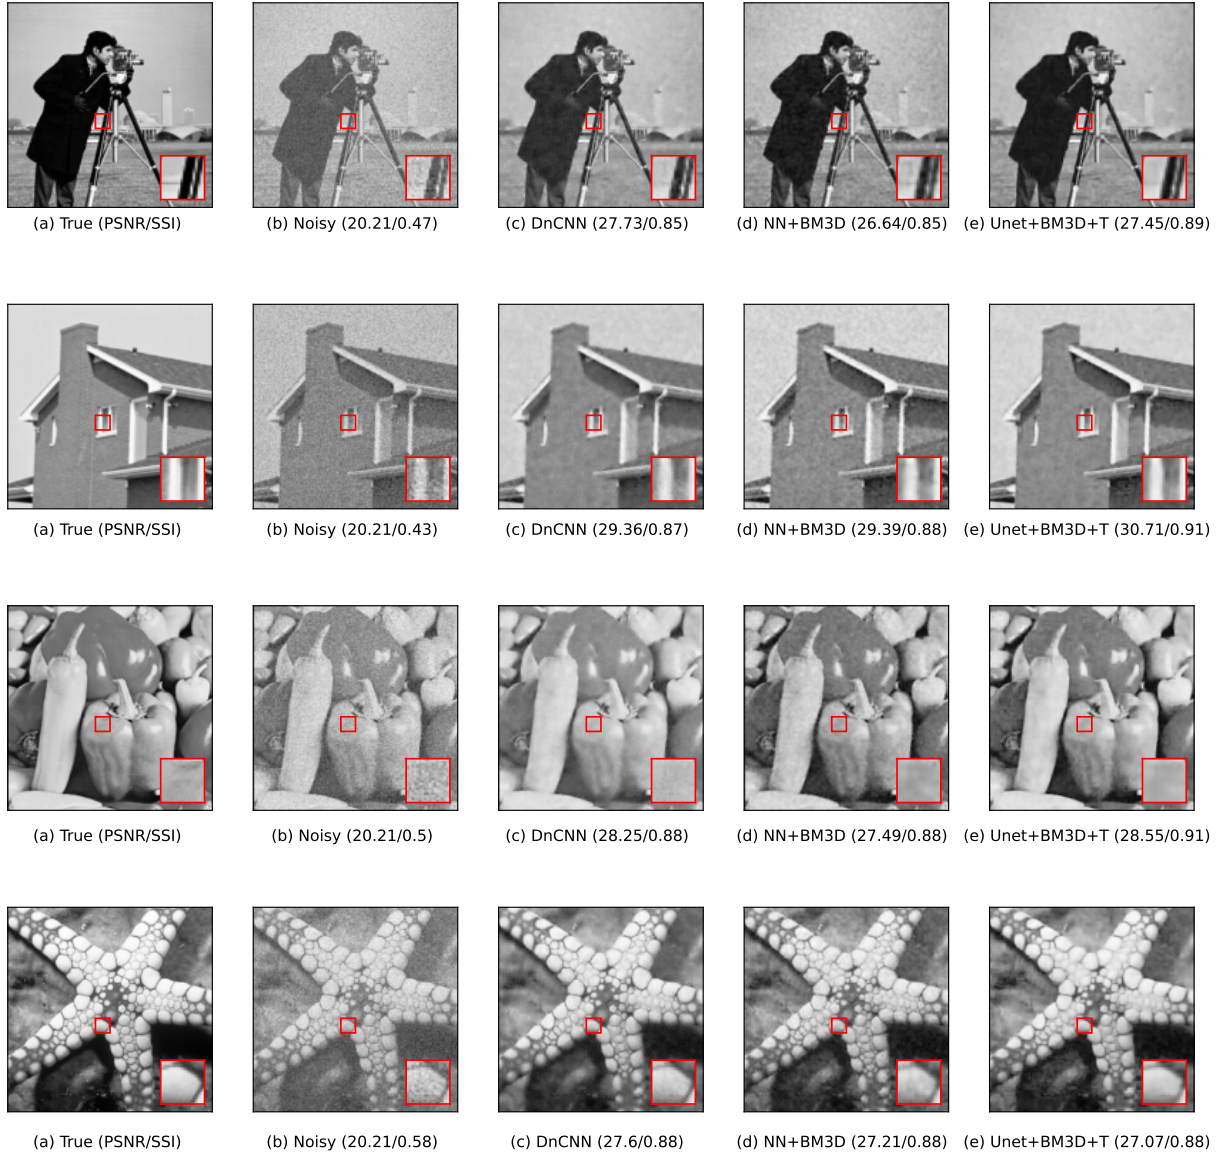 (a) True (PSNR/SSI) (b) Noisy (20.21/0.47) (c) DnCNN (27.73/0.85) (d) NN+BM3D (26.64/0.85) (e) Unet+BM3D+T (27.45/0.89)
(a) True (PSNR/SSI) (b) Noisy (20.21/0.43) (c) DnCNN (29.36/0.87) (d) NN+BM3D (29.39/0.88) (e) Unet+BM3D+T (30.71/0.91)
(a) True (PSNR/SSI) (b) Noisy (20.21/0.5) (c) DnCNN (28.25/0.88) (d) NN+BM3D (27.49/0.88) (e) Unet+BM3D+T (28.55/0.91)
(a) True (PSNR/SSI) (b) Noisy (20.21/0.58) (c) DnCNN (27.6/0.88) (d) NN+BM3D (27.21/0.88) (e) Unet+BM3D+T (27.07/0.88)